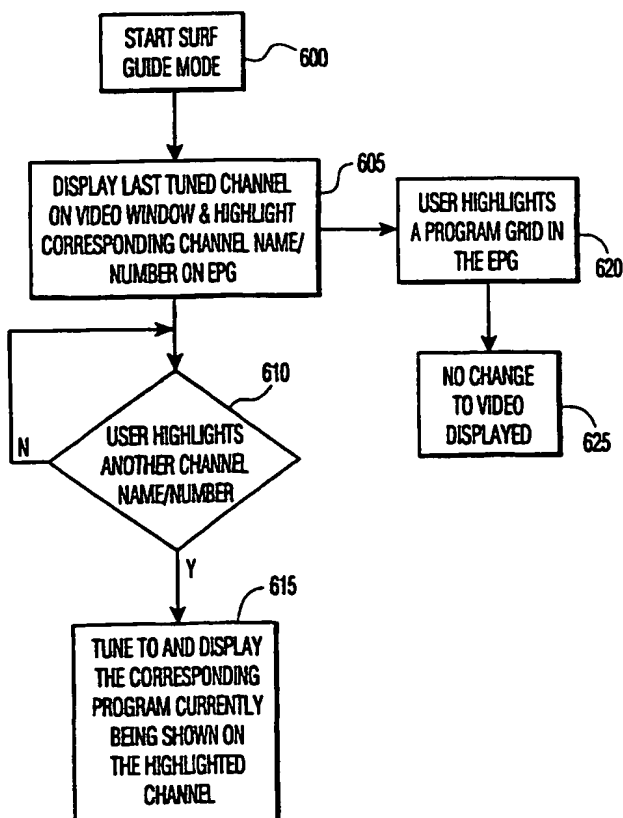 START SURF
GUIDE MODE
600
DISPLAY LAST TUNED CHANNEL
ON VIDEO WINDOW & HIGHLIGHT
CORRESPONDING CHANNEL NAME/
NUMBER ON EPG
605
USER HIGHLIGHTS
A PROGRAM GRID IN
THE EPG
620
NO CHANGE
TO VIDEO
DISPLAYED
625
610
USER HIGHLIGHTS
ANOTHER CHANNEL
NAME/NUMBER
N
Y
615
TUNE TO AND DISPLAY
THE CORRESPONDING
PROGRAM CURRENTLY
BEING SHOWN ON
THE HIGHLIGHTED
CHANNEL